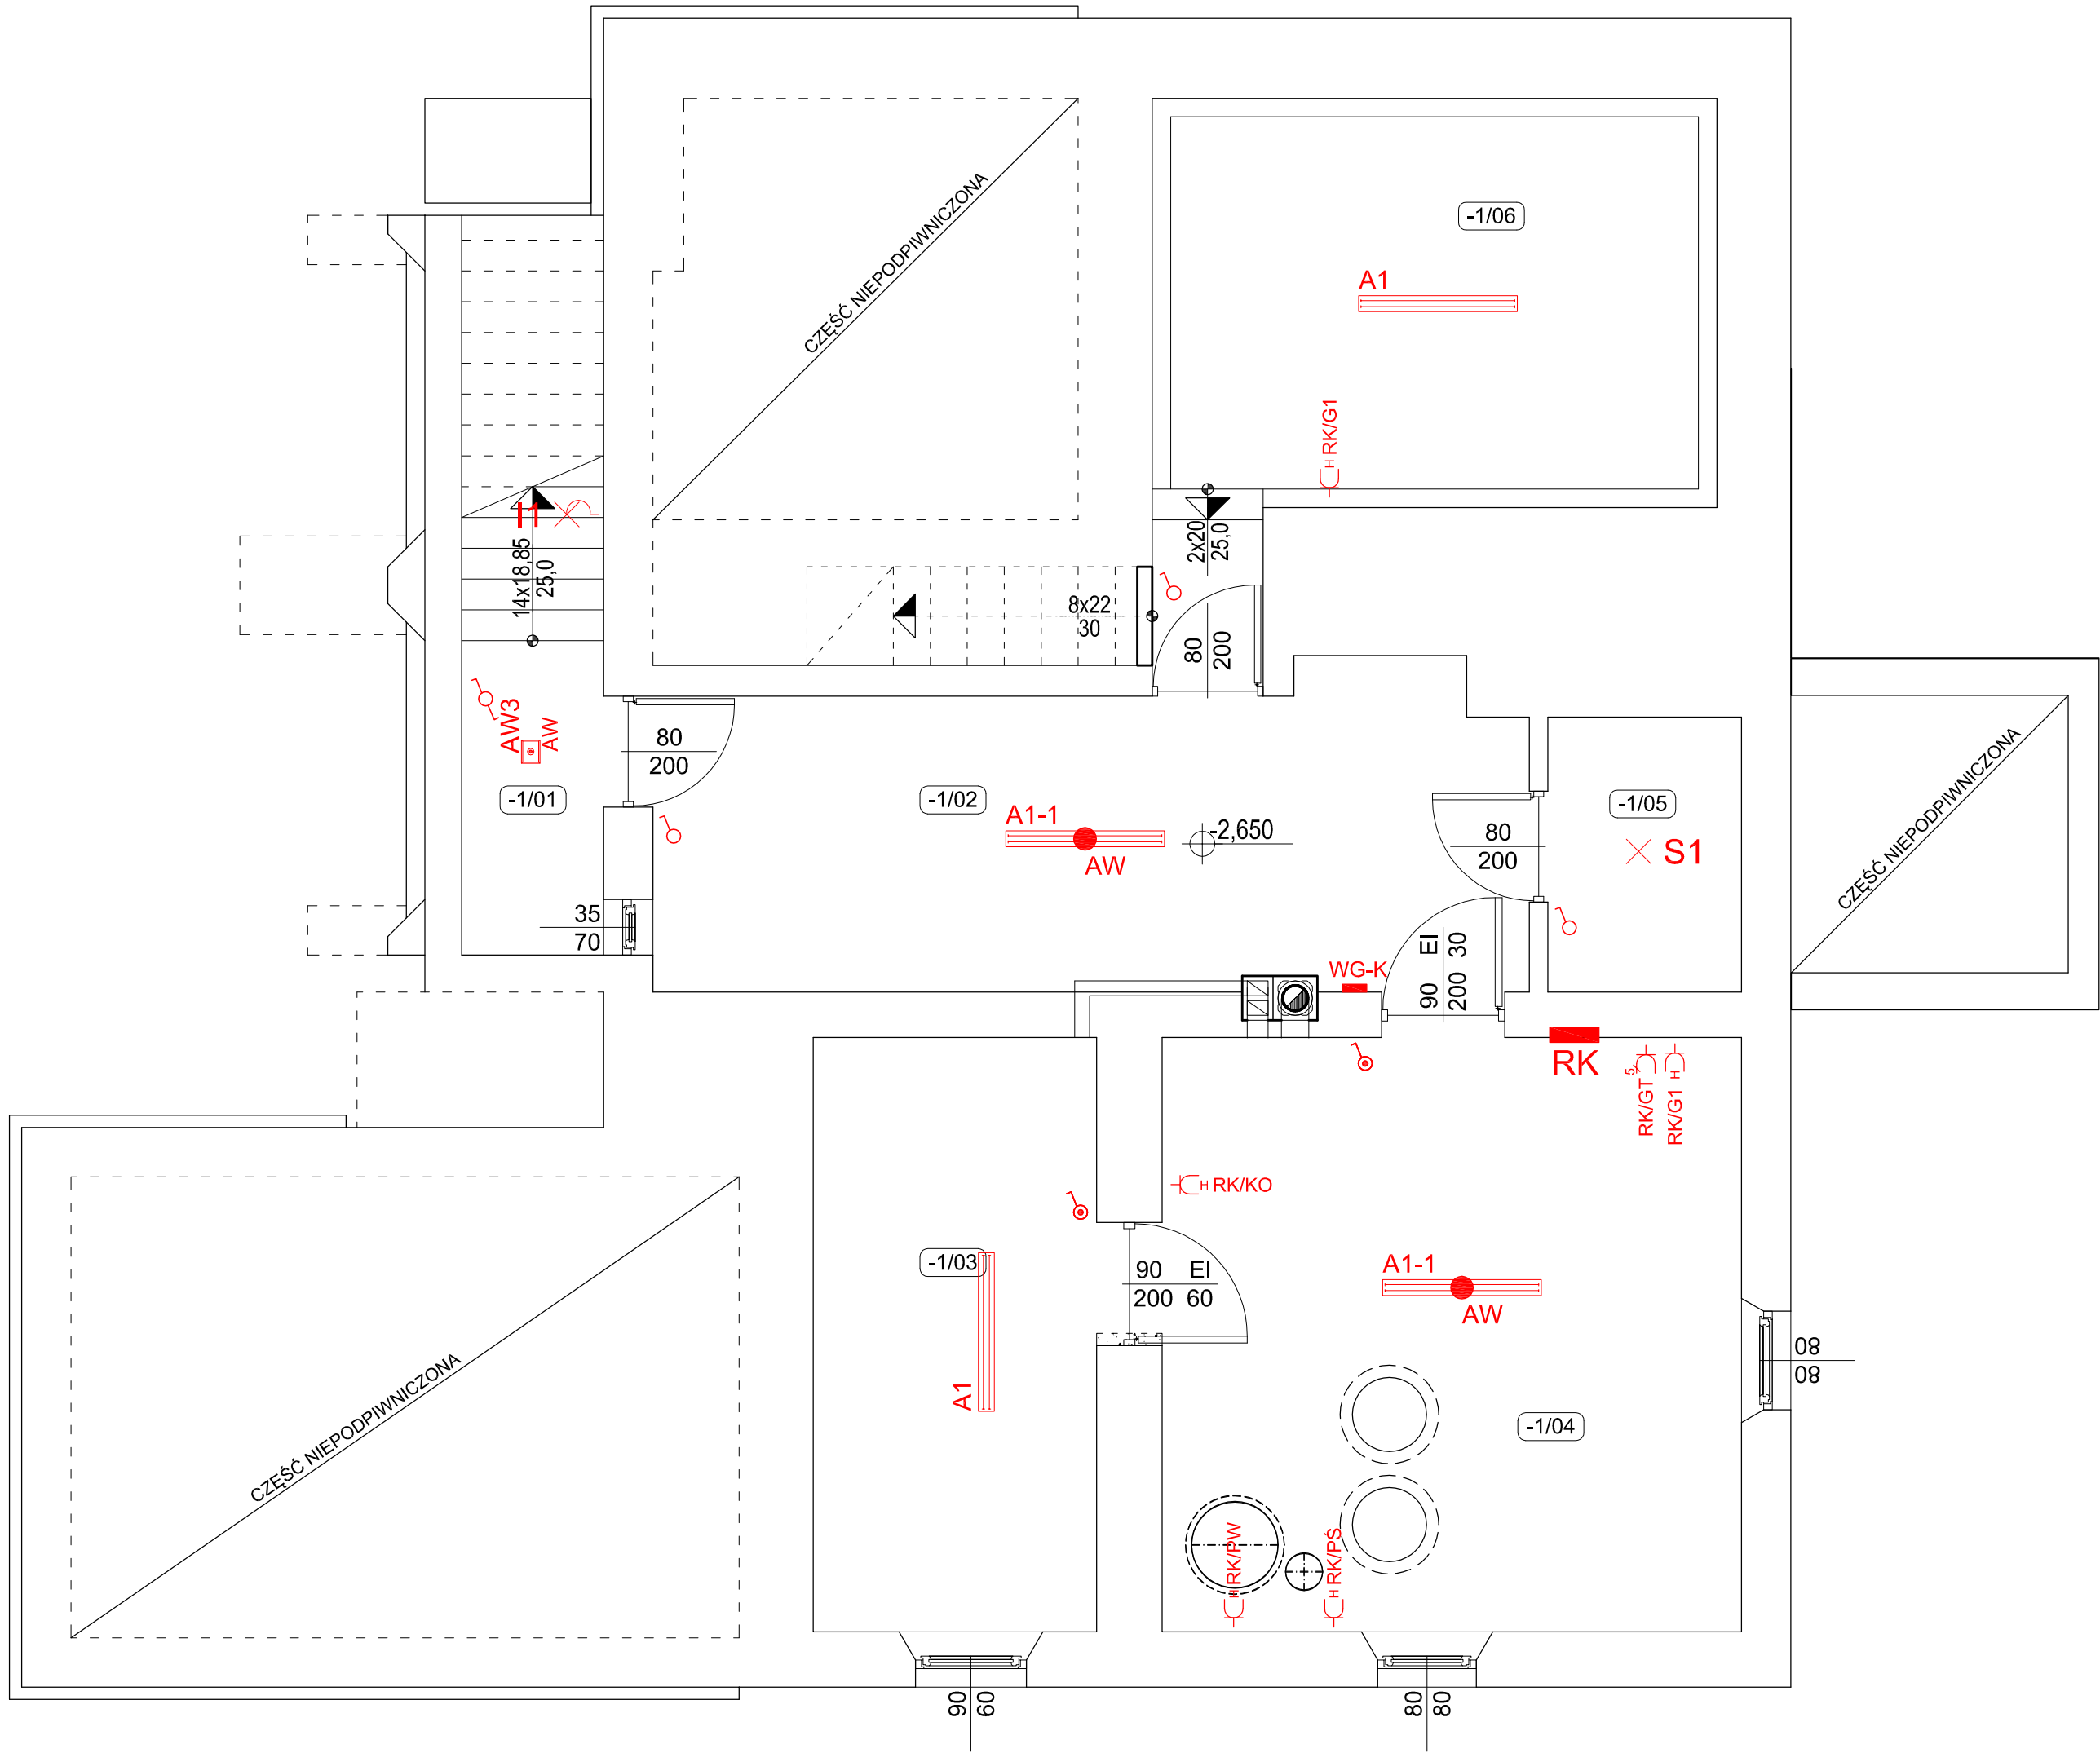 CZĘŚĆ NIEPODPIWNICZONA
-1/06
A1
RK/G1
H
14x18,85
25,0
2x20
25,0
8x22
30
80
200
AW3
AW
80
200
-1/01
-1/02
A1-1
AW
-2,650
80
200
-1/05
S1
CZĘŚĆ NIEPODPIWNICZONA
35
70
WG-K
90 EI
200 30
RK
RK/GT
5
RK/G1
H
H RK/KO
-1/03
A1
90 EI
200 60
A1-1
AW
80
80
-1/04
CZĘŚĆ NIEPODPIWNICZONA
H RK/PW
H RK/PŚ
90
60
80
80